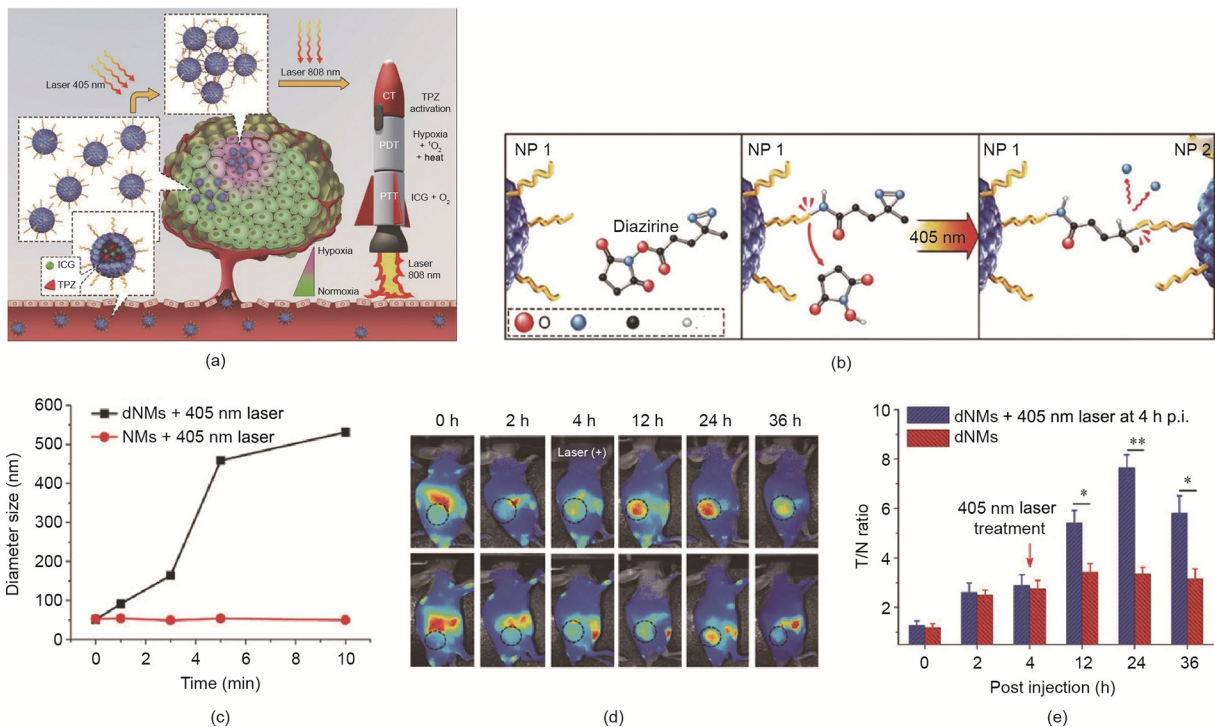 Laser 405 nm
Laser 808 nm
CT
TPZ
activation
PDT
Hypoxia
+ ¹O₂
+ heat
PTT
ICG + O₂
ICG
TPZ
Hypoxia
Normoxia
Laser
808 nm
(a)
NP 1
Diazirine
O
NP 1
405 nm
NP 1
NP 2
(b)
600
500
400
300
200
100
0
dNMs + 405 nm laser
NMs + 405 nm laser
Diameter size (nm)
0 2 4 6 8 10
Time (min)
(c)
0 h 2 h 4 h 12 h 24 h 36 h
Laser (+)
(d)
10
8
6
4
2
dNMs + 405 nm laser at 4 h p.i.
dNMs
**
*
*
405 nm laser
treatment
T/N ratio
0 2 4 12 24 36
Post injection (h)
(e)